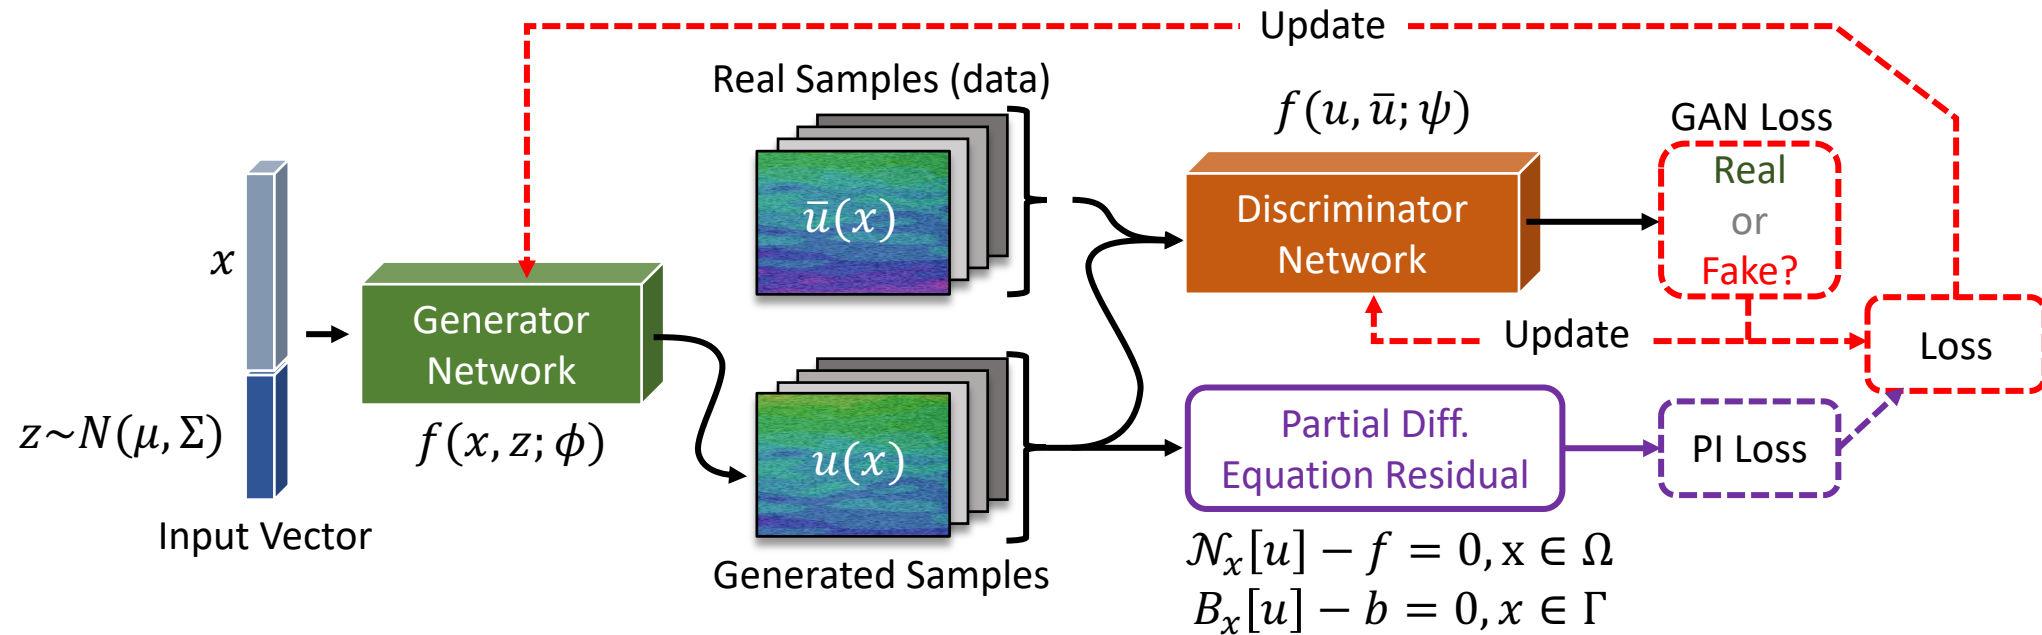 Update
Real Samples (data)
f(u, ū; ψ)
GAN Loss
Real
or
Fake?
x
ū(x)
Discriminator
Network
Generator
Network
Update
Loss
z~N(μ, Σ)
f(x, z; ϕ)
u(x)
Partial Diff.
Equation Residual
PI Loss
Input Vector
Generated Samples
𝒩ₓ[u] − f = 0, x ∈ Ω
Bₓ[u] − b = 0, x ∈ Γ